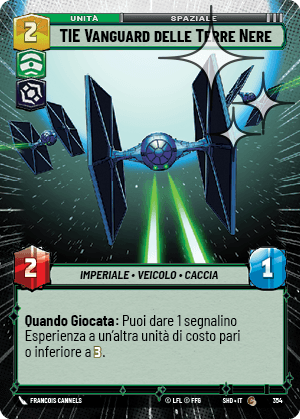 UNITÀ
SPAZIALE
2
TIE Vanguard delle Terre Nere
2
1
IMPERIALE • VEICOLO • CACCIA
Quando Giocata: Puoi dare 1 segnalino
Esperienza a un'altra unità di costo pari
o inferiore a 3.
FRANCOIS CANNELS
© LFL © FFG
SHD • IT
354